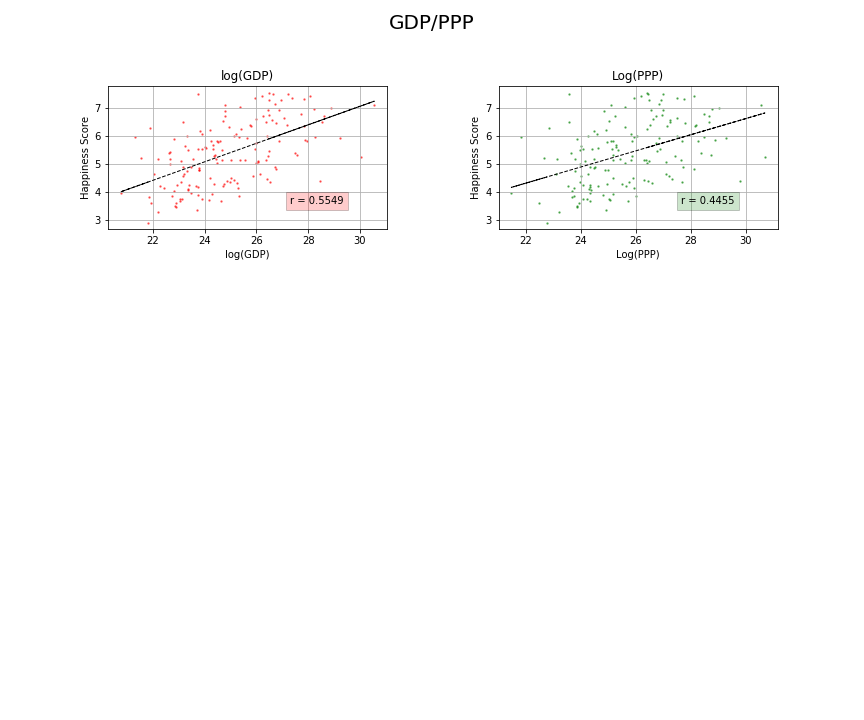 GDP/PPP
log(GDP)
Happiness Score
7
6
5
4
3
r = 0.5549
22 24 26 28 30
log(GDP)
Log(PPP)
Happiness Score
7
6
5
4
3
r = 0.4455
22 24 26 28 30
Log(PPP)